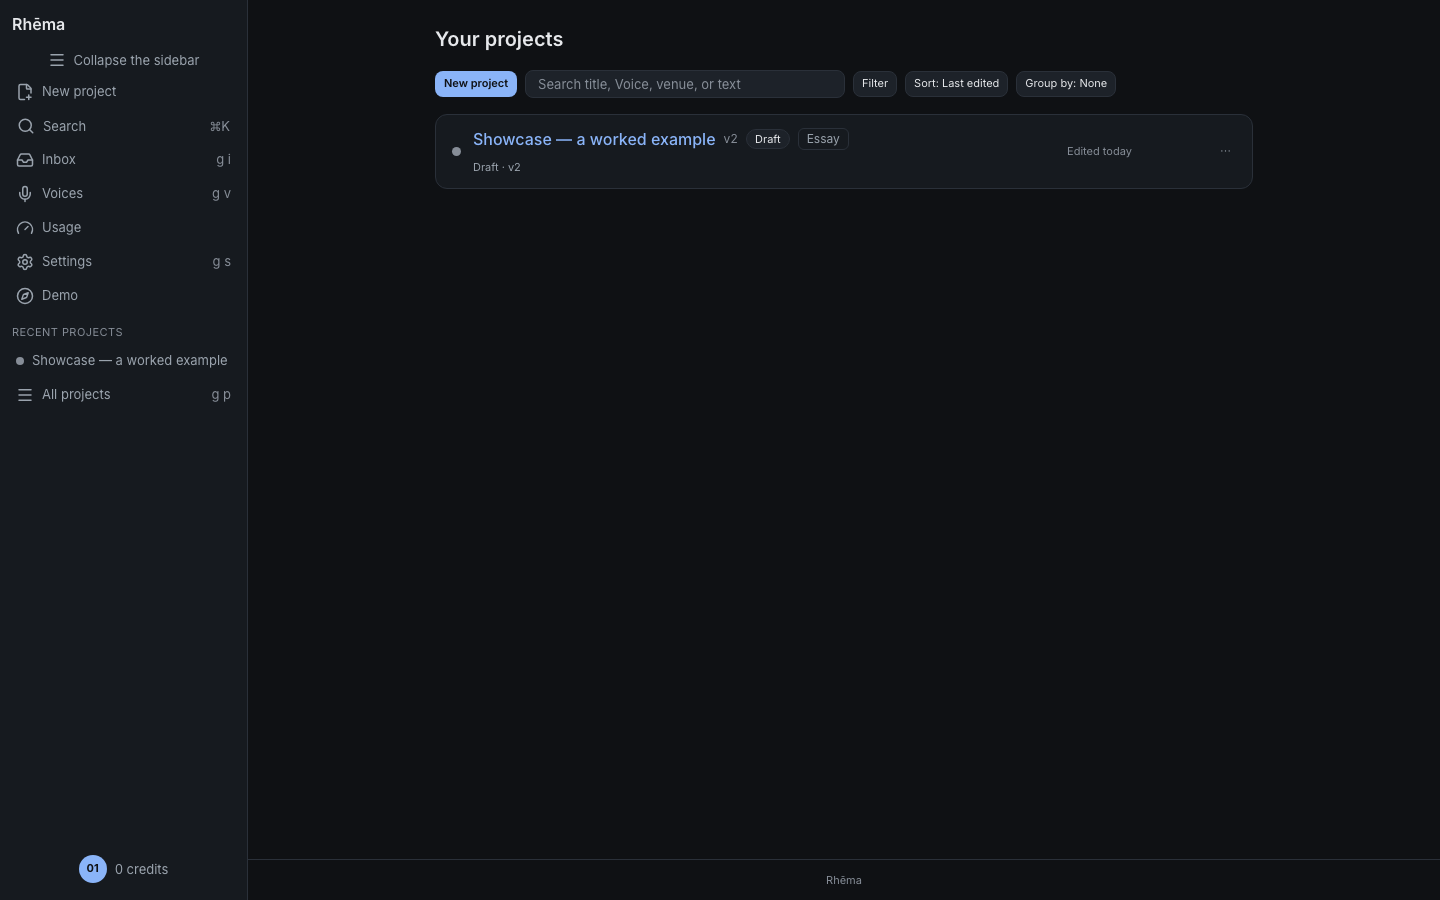 Rhēma
Collapse the sidebar
New project
Search ⌘K
Inbox g i
Voices g v
Usage
Settings g s
Demo
RECENT PROJECTS
Showcase — a worked example
All projects g p
01 0 credits
Your projects
New project Search title, Voice, venue, or text Filter Sort: Last edited Group by: None
Showcase — a worked example v2 Draft Essay
Draft · v2
Edited today ...
Rhēma